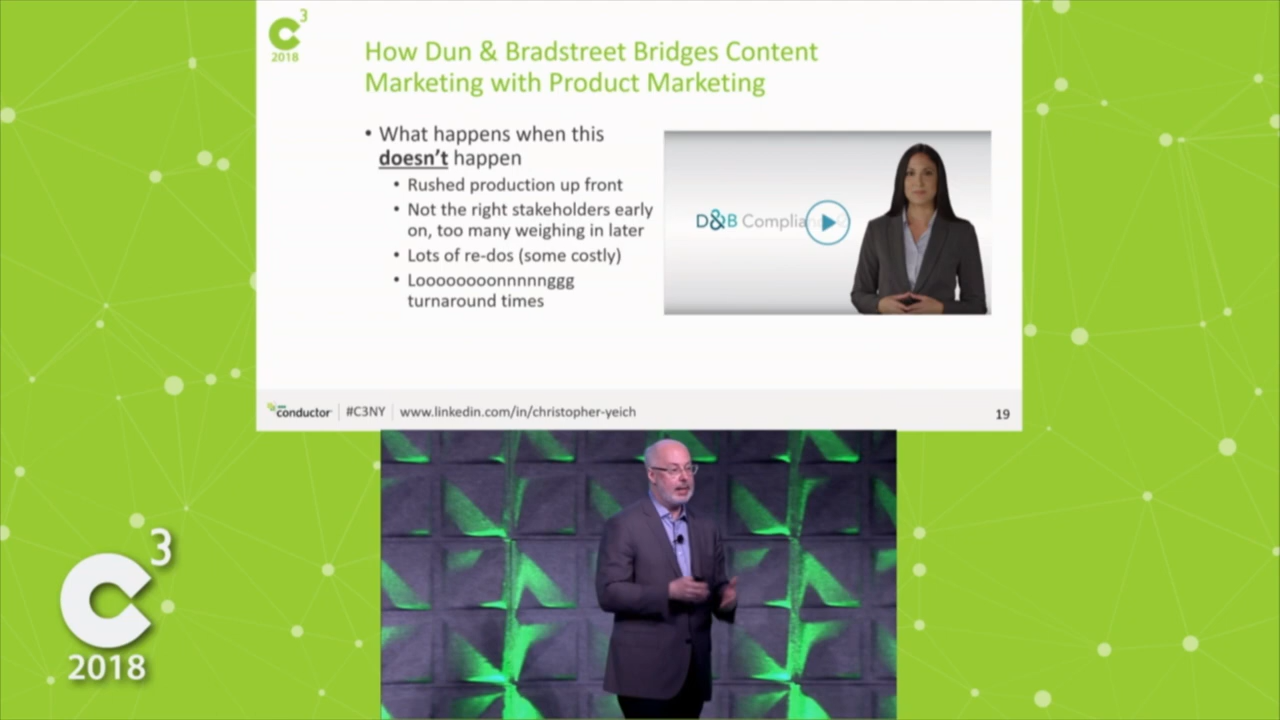 C3
2018
How Dun & Bradstreet Bridges Content
Marketing with Product Marketing
• What happens when this
doesn't happen
• Rushed production up front
• Not the right stakeholders early
on, too many weighing in later
• Lots of re-dos (some costly)
• Loooooooonnnnnggg
turnaround times
D&B
conductor
#C3NY
www.linkedin.com/in/christopher-yeich
19
C3
2018